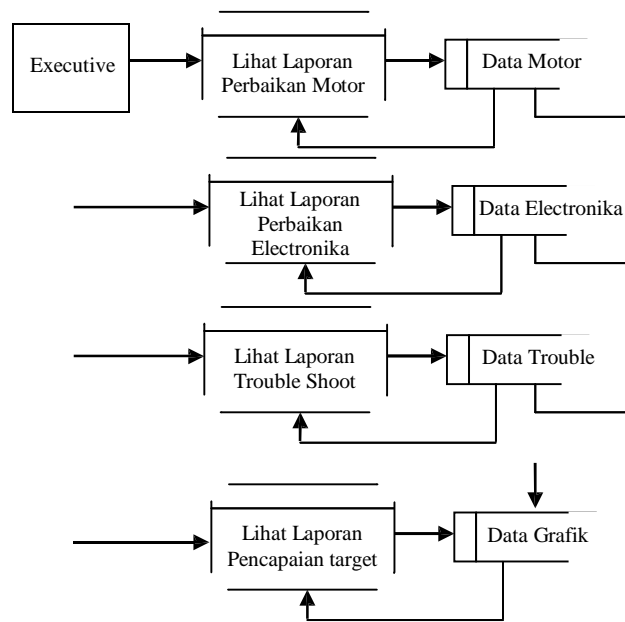 Executive
Lihat Laporan
Perbaikan Motor
Data Motor
Lihat Laporan
Perbaikan
Electronika
Data Electronika
Lihat Laporan
Trouble Shoot
Data Trouble
Lihat Laporan
Pencapaian target
Data Grafik